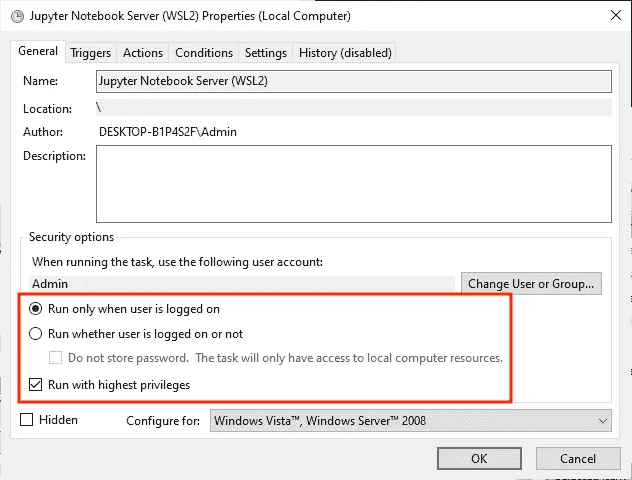 Jupyter Notebook Server (WSL2) Properties (Local Computer)
General Triggers Actions Conditions Settings History (disabled)
Name: Jupyter Notebook Server (WSL2)
Location: \
Author: DESKTOP-B1P4S2F\Admin
Description:
Security options
When running the task, use the following user account:
Admin Change User or Group...
Run only when user is logged on
Run whether user is logged on or not
Do not store password. The task will only have access to local computer resources.
Run with highest privileges
Hidden Configure for: Windows Vista™, Windows Server™ 2008
OK Cancel